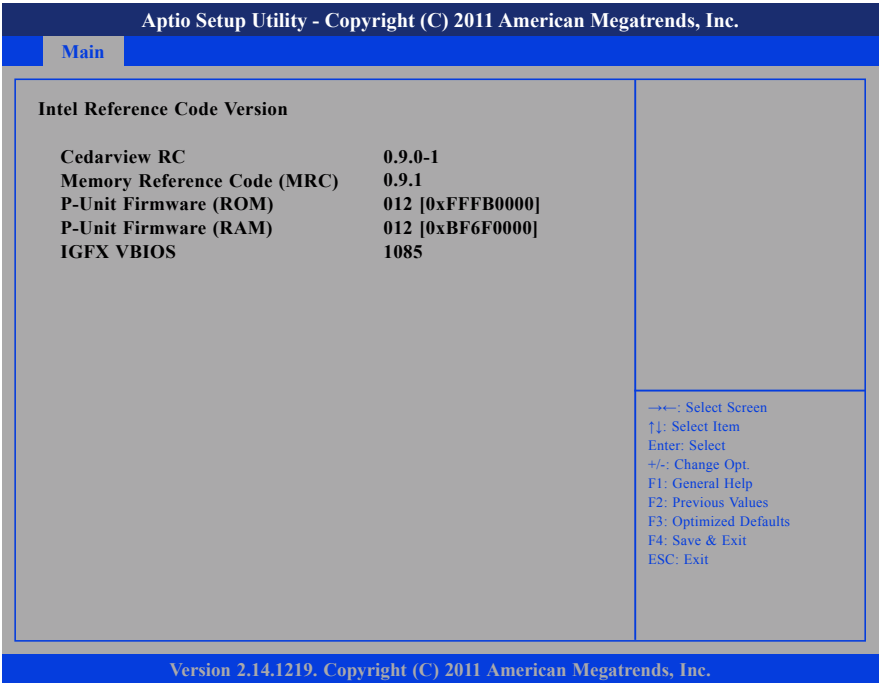 Aptio Setup Utility - Copyright (C) 2011 American Megatrends, Inc.
Main
Intel Reference Code Version
Cedarview RC 0.9.0-1
Memory Reference Code (MRC) 0.9.1
P-Unit Firmware (ROM) 012 [0xFFFB0000]
P-Unit Firmware (RAM) 012 [0xBF6F0000]
IGFX VBIOS 1085
→←: Select Screen
↑↓: Select Item
Enter: Select
+/-: Change Opt.
F1: General Help
F2: Previous Values
F3: Optimized Defaults
F4: Save & Exit
ESC: Exit
Version 2.14.1219. Copyright (C) 2011 American Megatrends, Inc.